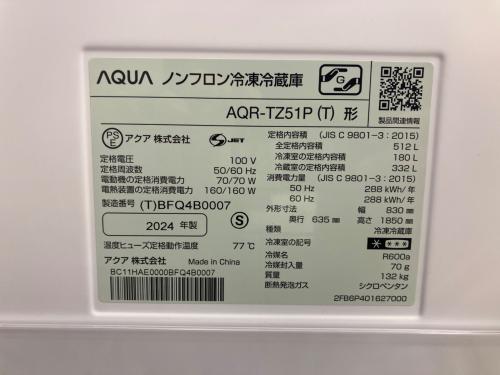 AQUA ノンフロン冷凍冷蔵庫
G
AQR-TZ51P (T) 形
製品関連情報
PS
E アクア 株式会社 S JET
定格電圧 100 V
定格周波数 50/60 Hz
電動機の定格消費電力 70/70 W
電熱装置の定格消費電力 160/160 W
製造番号 (T)BFQ4B0007
2024 年製 S
温度ヒューズ定格動作温度 77℃
アクア 株式会社 Made in China
BC11HAE0000BFQ4B0007
定格内容積 (JIS C 9801-3 : 2015)
全定格内容積 512 L
冷凍室の定格内容積 180 L
冷蔵室の定格内容積 332 L
消費電力量 (JIS C 9801-3 : 2015)
50 Hz 288 kWh/年
60 Hz 288 kWh/年
外形寸法 幅 830 ㎜
奥行 635 ㎜ 高さ 1850 ㎜
種類 冷凍冷蔵庫
冷凍室の記号 * ***
冷媒名 R600a
冷媒封入量 70 g
質量 132 kg
断熱発泡ガス シクロペンタン
2FB6P401627000